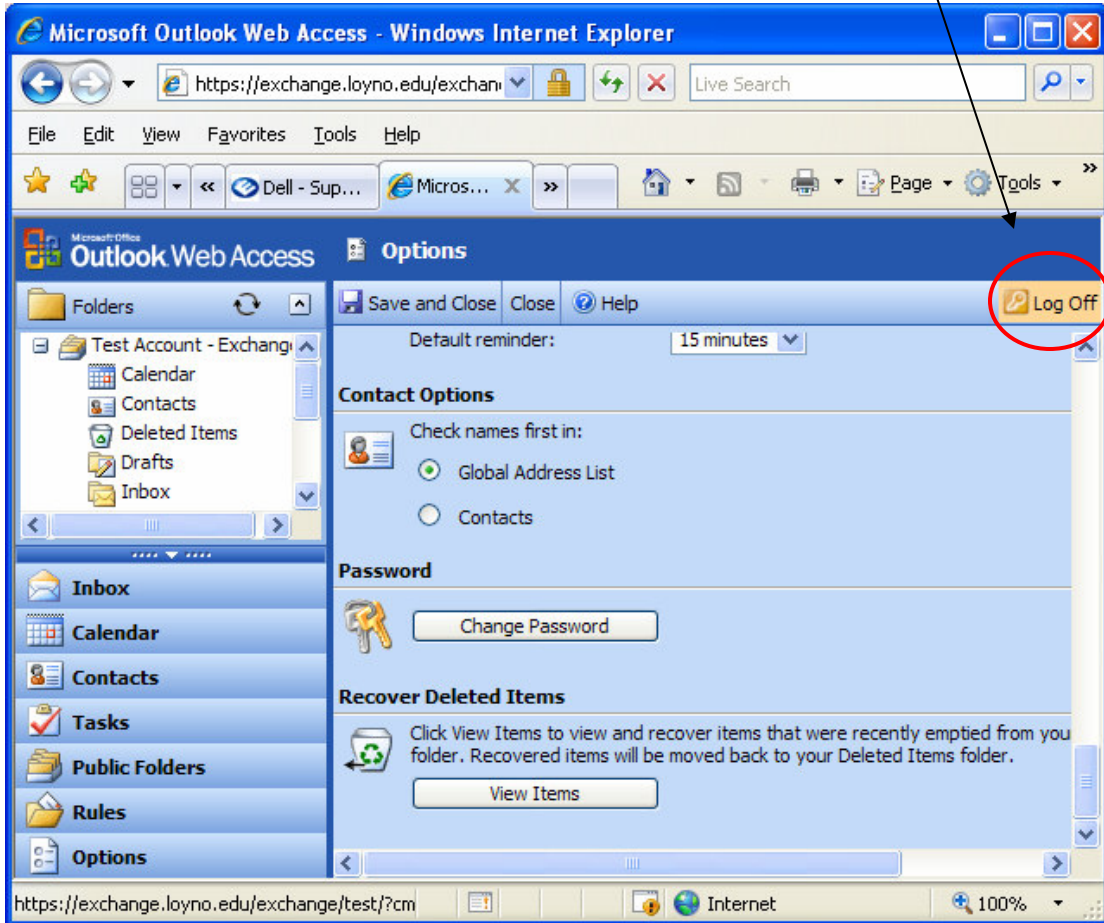 Microsoft Outlook Web Access - Windows Internet Explorer
https://exchange.loyno.edu/exchan
Live Search
File Edit View Favorites Tools Help
Dell - Sup... Micros... Page Tools
Microsoft Office
Outlook Web Access
Options
Folders
Save and Close Close Help Log Off
Test Account - Exchang
Calendar
Contacts
Deleted Items
Drafts
Inbox
Inbox
Calendar
Contacts
Tasks
Public Folders
Rules
Options
Default reminder: 15 minutes
Contact Options
Check names first in:
Global Address List
Contacts
Password
Change Password
Recover Deleted Items
Click View Items to view and recover items that were recently emptied from you
folder. Recovered items will be moved back to your Deleted Items folder.
View Items
https://exchange.loyno.edu/exchange/test/?cm Internet 100%